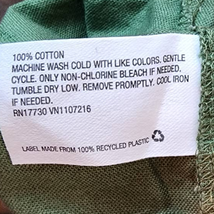 100% COTTON
MACHINE WASH COLD WITH LIKE COLORS. GENTLE
CYCLE. ONLY NON-CHLORINE BLEACH IF NEEDED.
TUMBLE DRY LOW. REMOVE PROMPTLY. COOL IRON
IF NEEDED.
RN17730 VN1107216
LABEL MADE FROM 100% RECYCLED PLASTIC